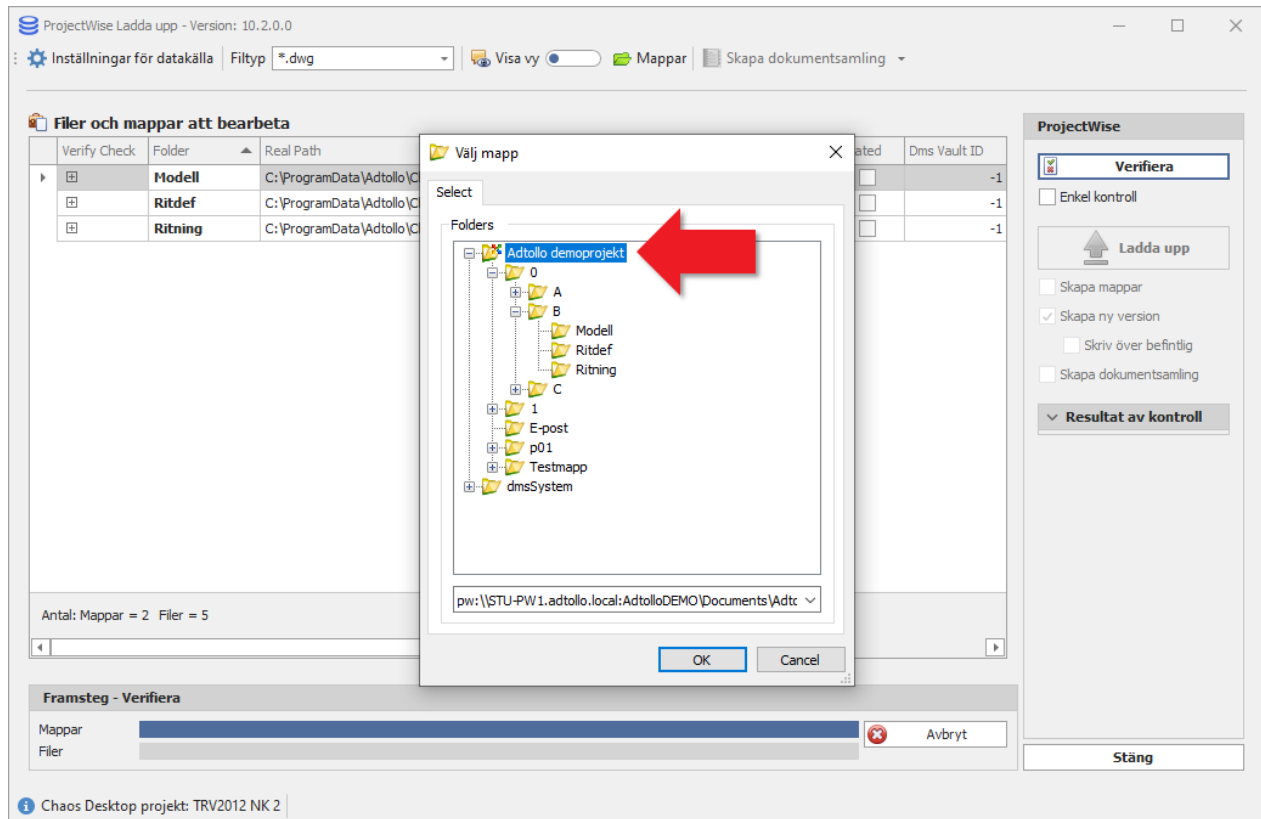 ProjectWise Ladda upp - Version: 10.2.0.0
Inställningar för datakälla Filtyp *.dwg Visa vy Mappar Skapa dokumentsamling
Filer och mappar att bearbeta
Verify Check Folder Real Path ated Dms Vault ID
Modell C:\ProgramData\Adtollo\C -1
Ritdef C:\ProgramData\Adtollo\C -1
Ritning C:\ProgramData\Adtollo\C -1
Antal: Mappar = 2 Filer = 5
Välj mapp
Select
Folders
Adtollo demoprojekt
0
A
B
Modell
Ritdef
Ritning
C
1
E-post
p01
Testmapp
dmsSystem
pw:\\STU-PW1.adtollo.local:AdtolloDEMO\Documents\Adtc
OK Cancel
ProjectWise
Verifiera
Enkel kontroll
Ladda upp
Skapa mappar
Skapa ny version
Skriv över befintlig
Skapa dokumentsamling
Resultat av kontroll
Framsteg - Verifiera
Mappar
Filer
Avbryt
Stäng
Chaos Desktop projekt: TRV2012 NK 2